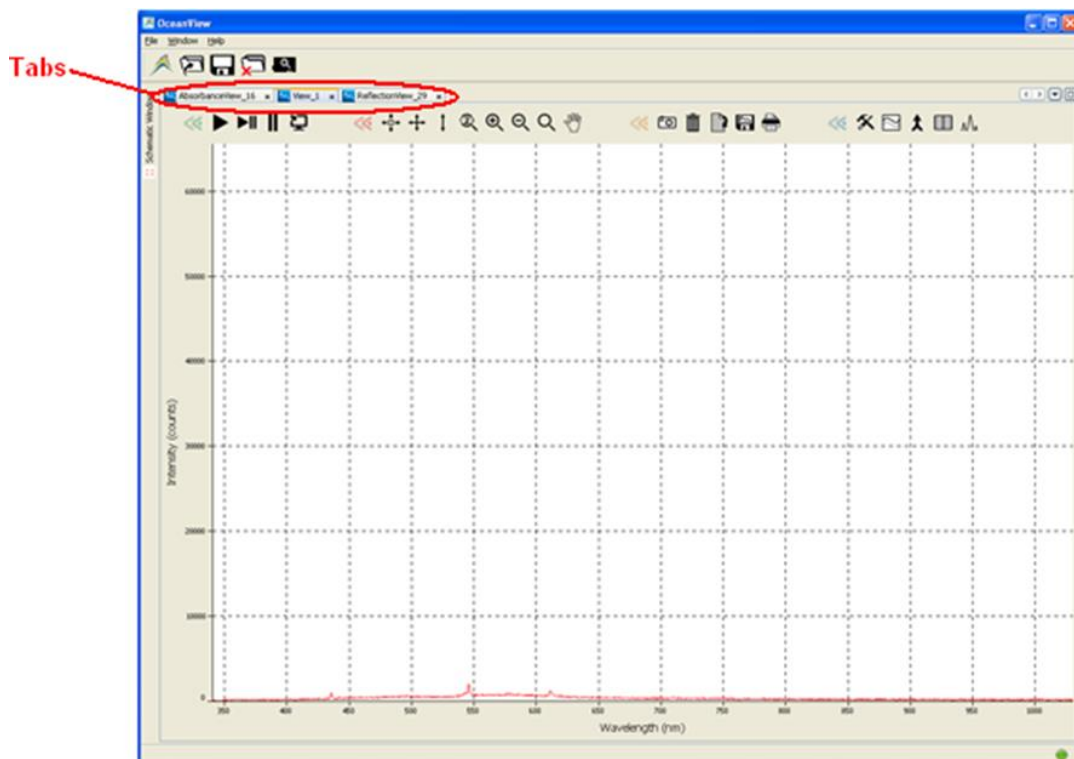 OceanView
File Window Help
Tabs
AbsorbanceView_16 View_1 ReflectionView_29
Schematic Window
60000
50000
40000
30000
20000
10000
0
Intensity (counts)
350 400 450 500 550 600 650 700 750 800 850 900 950 1000
Wavelength (nm)